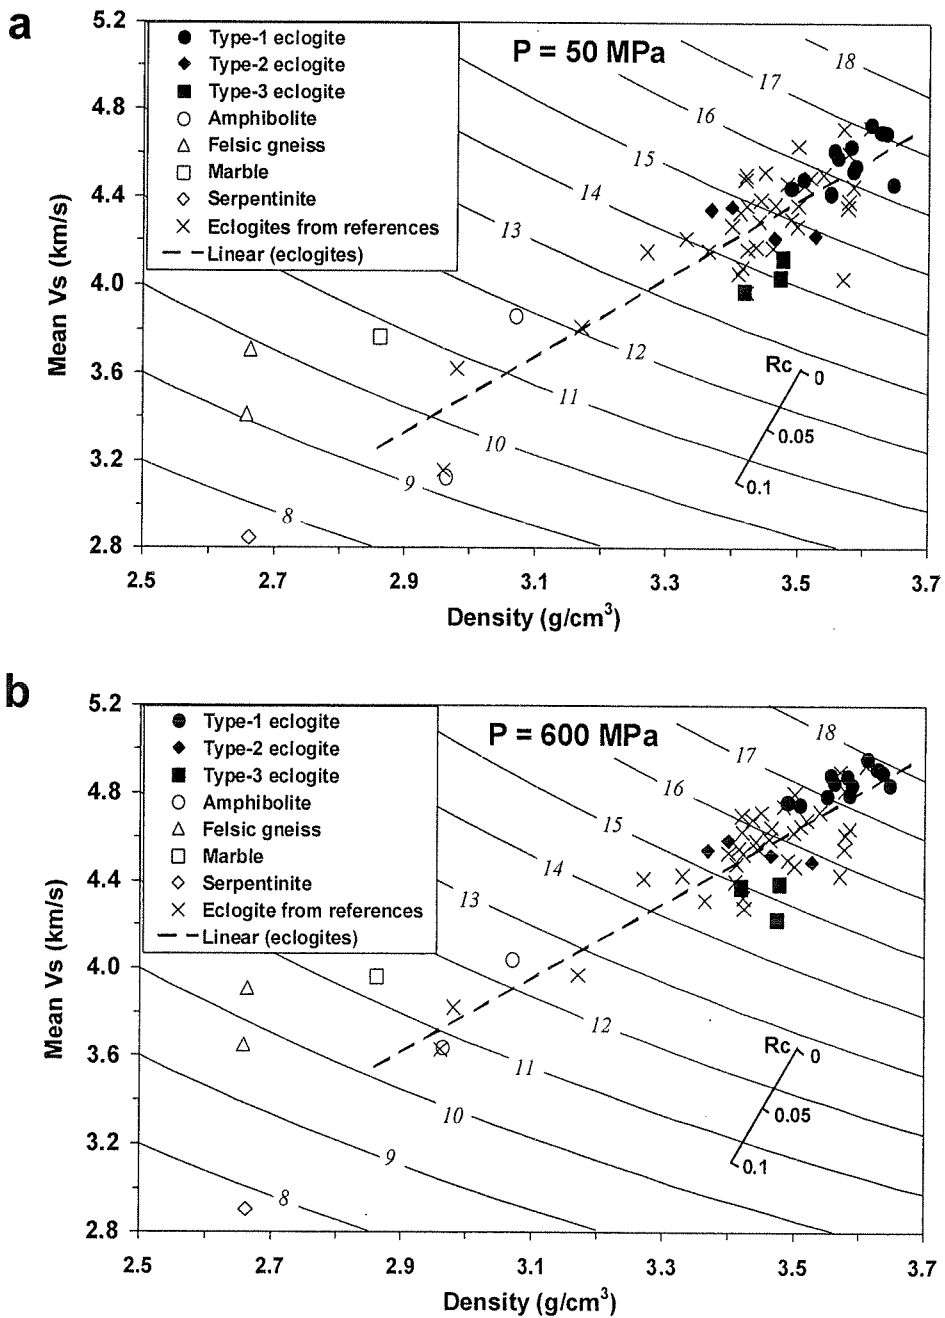 a
5.2
4.8
4.4
4.0
3.6
3.2
2.8
Mean Vs (km/s)
Type-1 eclogite
Type-2 eclogite
Type-3 eclogite
Amphibolite
Felsic gneiss
Marble
Serpentinite
Eclogites from references
Linear (eclogites)
P = 50 MPa
18
17
16
15
14
13
12
11
10
9
8
Rc
0
0.05
0.1
2.5 2.7 2.9 3.1 3.3 3.5 3.7
Density (g/cm³)
b
5.2
4.8
4.4
4.0
3.6
3.2
2.8
Mean Vs (km/s)
Type-1 eclogite
Type-2 eclogite
Type-3 eclogite
Amphibolite
Felsic gneiss
Marble
Serpentinite
Eclogite from references
Linear (eclogites)
P = 600 MPa
18
17
16
15
14
13
12
11
10
9
8
Rc
0
0.05
0.1
2.5 2.7 2.9 3.1 3.3 3.5 3.7
Density (g/cm³)